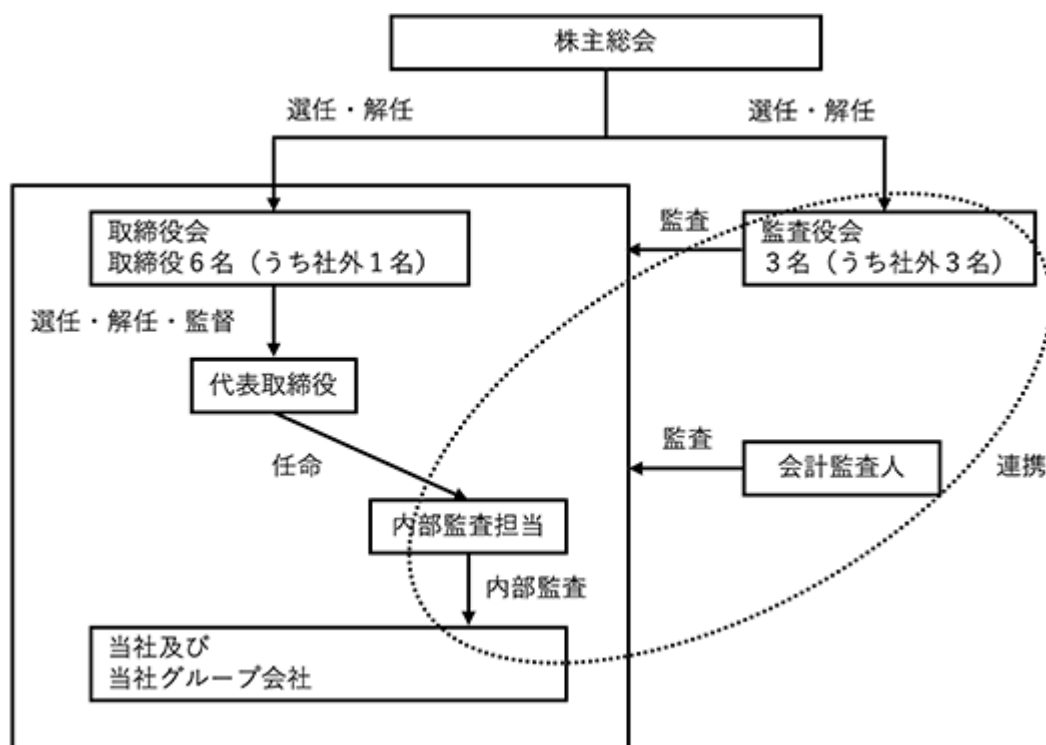 株主総会
選任・解任
選任・解任
取締役会
取締役6名（うち社外1名）
監査
監査役会
3名（うち社外3名）
選任・解任・監督
代表取締役
任命
監査
会計監査人
連携
内部監査担当
内部監査
当社及び
当社グループ会社